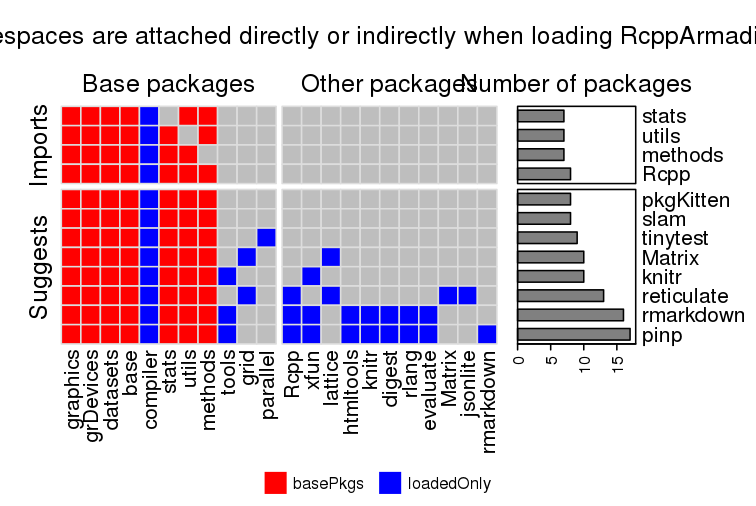 espaces are attached directly or indirectly when loading RcppArmadi
Base packages
Other packages
Number of packages
Imports
Suggests
stats
utils
methods
Rcpp
pkgKitten
slam
tinytest
Matrix
knitr
reticulate
rmarkdown
pinp
0
5
10
15
graphics
grDevices
datasets
base
compiler
stats
utils
methods
tools
grid
parallel
Rcpp
xfun
lattice
htmltools
knitr
digest
rlang
evaluate
Matrix
jsonlite
rmarkdown
basePkgs
loadedOnly